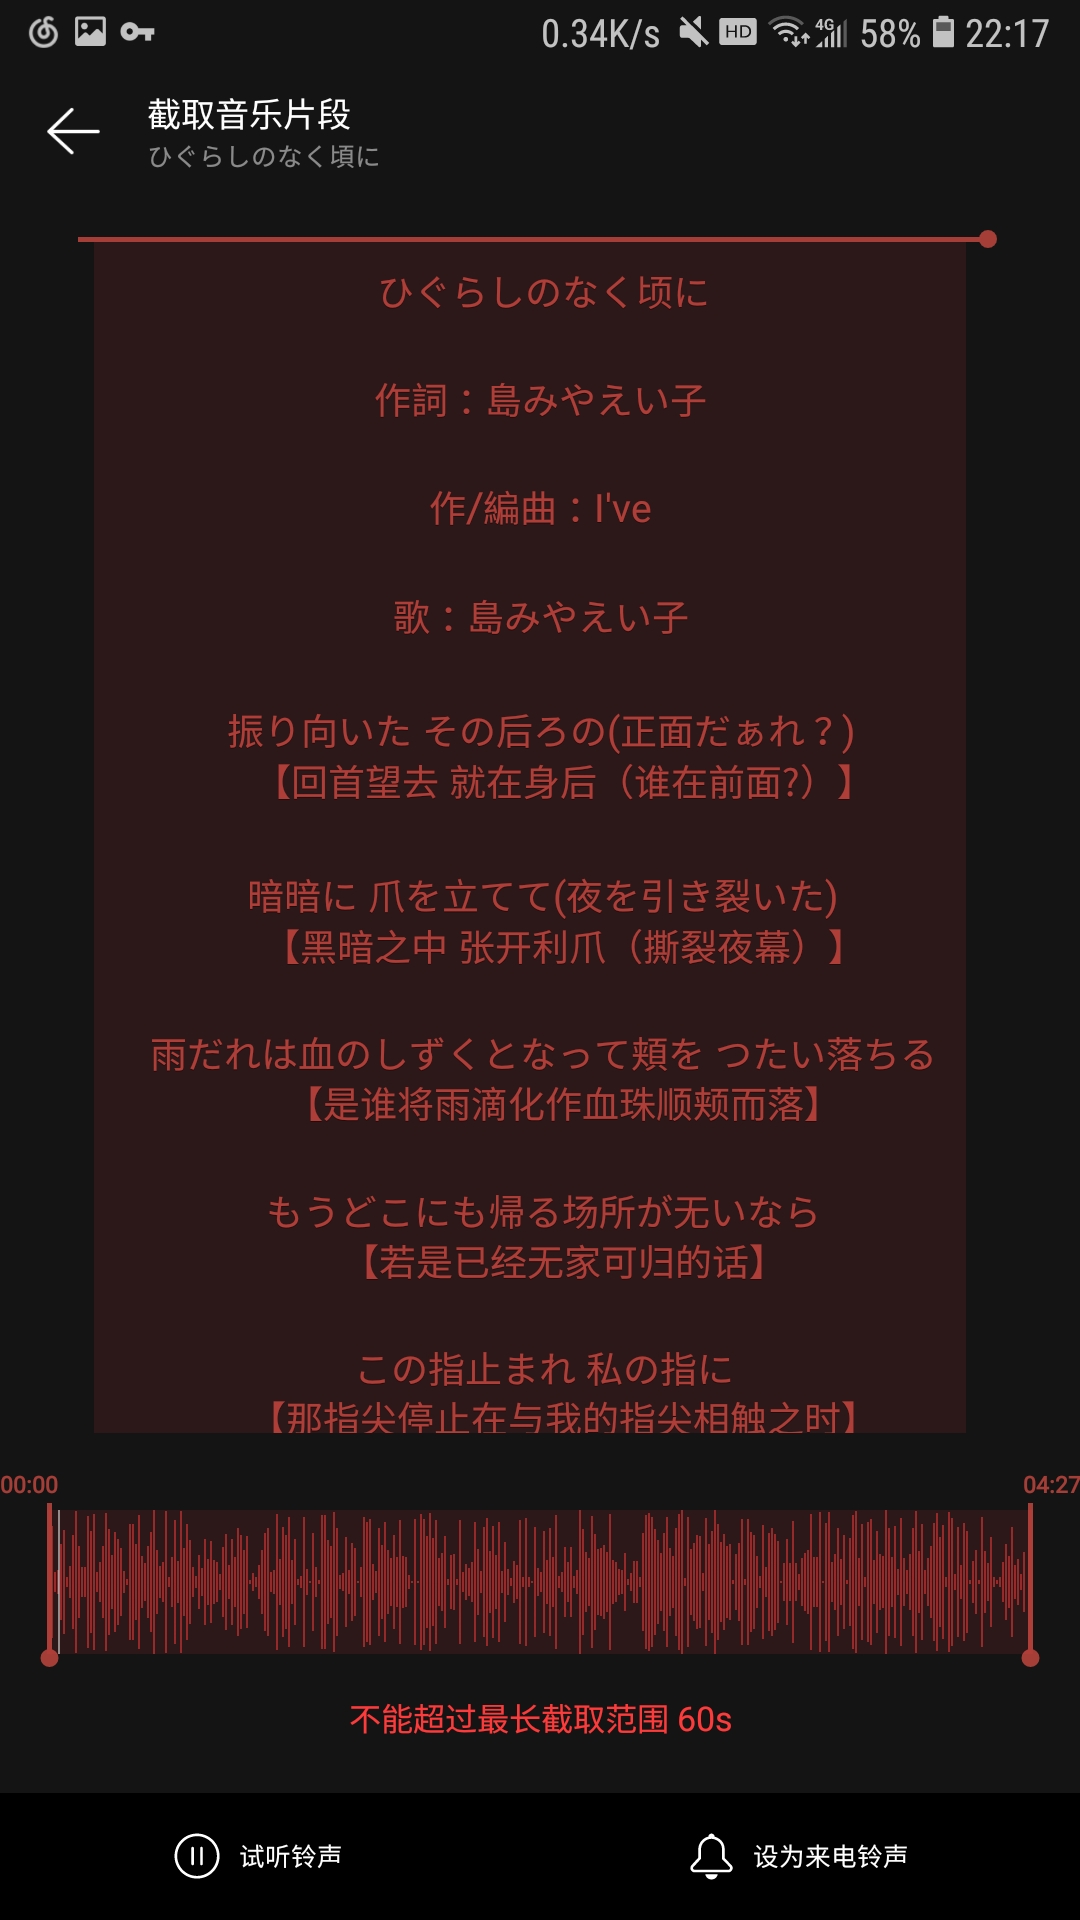 0.34K/s HD 4G 58% 22:17
截取音乐片段
ひぐらしのなく頃に
ひぐらしのなく頃に
作詞：島みやえい子
作/編曲：I've
歌：島みやえい子
振り向いた その后ろの(正面だぁれ？)
【回首望去 就在身后（谁在前面?）】
暗暗に 爪を立てて(夜を引き裂いた)
【黑暗之中 张开利爪（撕裂夜幕）】
雨だれは血のしずくとなって頬を つたい落ちる
【是谁将雨滴化作血珠顺颊而落】
もうどこにも帰る场所が无いなら
【若是已经无家可归的话】
この指止まれ 私の指に
【那指尖停止在与我的指尖相触之时】
00:00 04:27
不能超过最长截取范围 60s
试听铃声 设为来电铃声